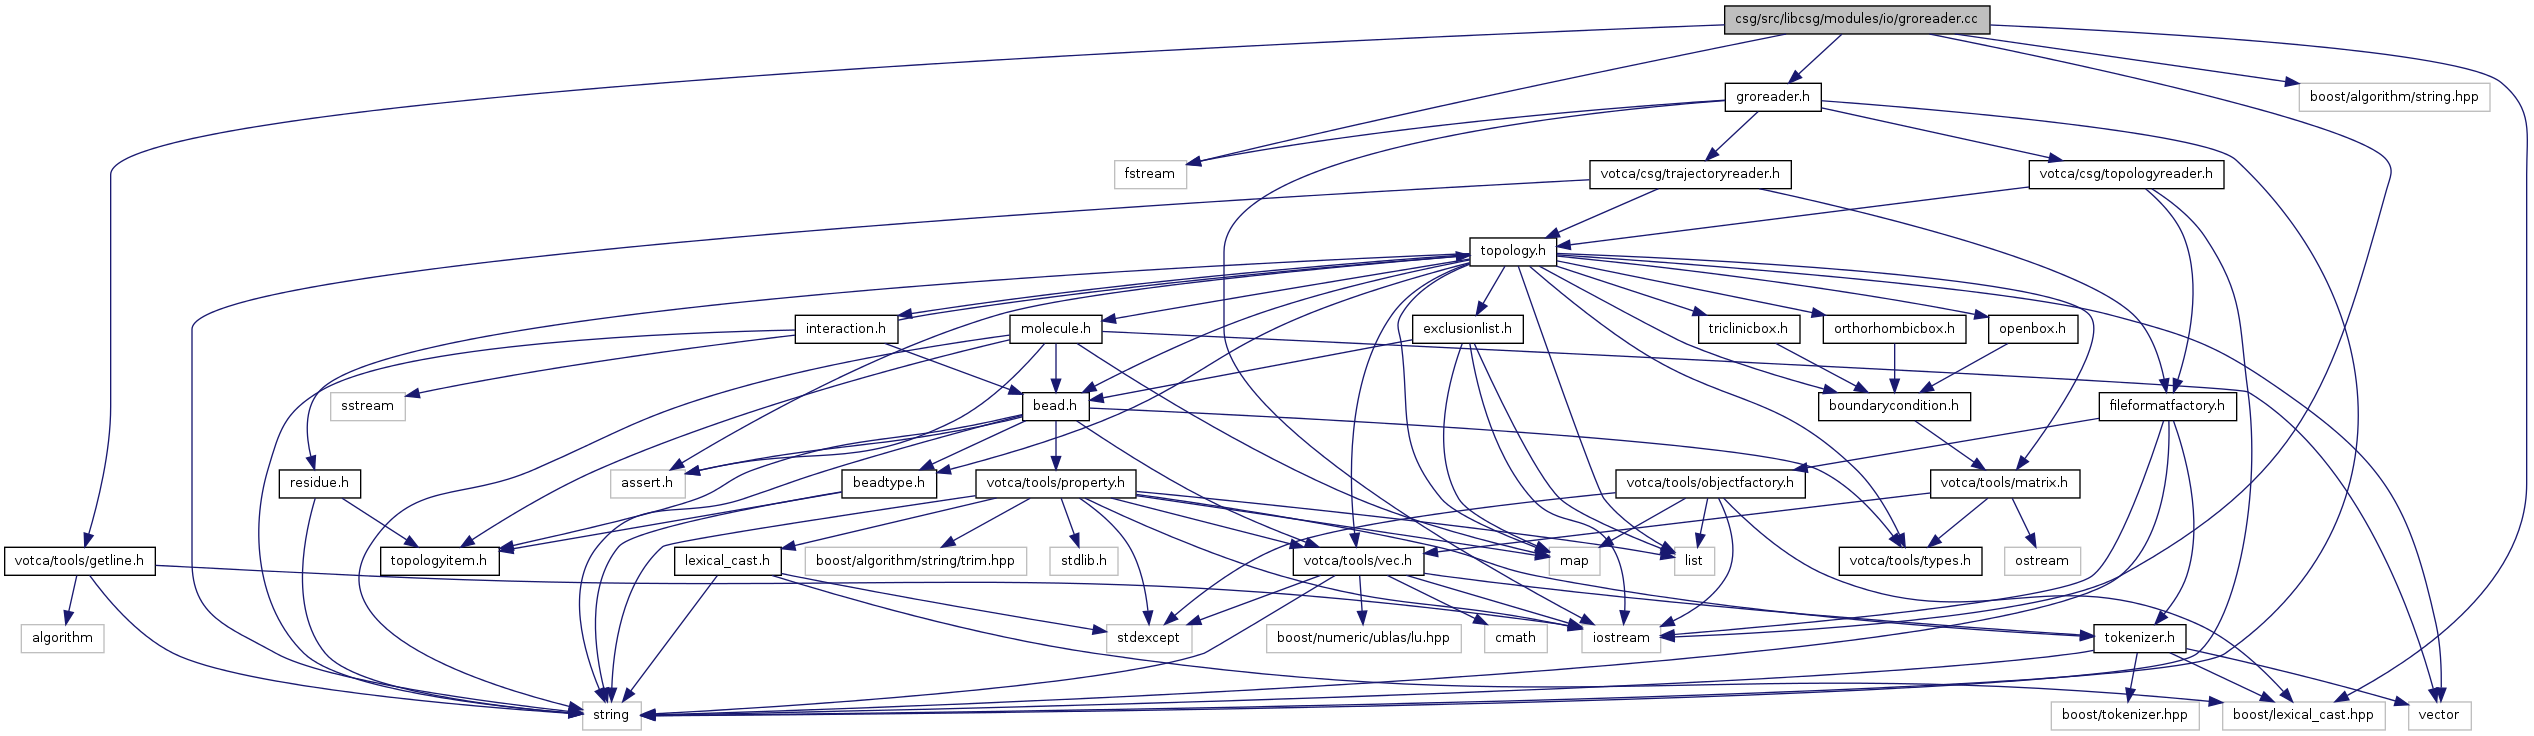 csg/src/libcsg/modules/io/groreader.cc
groreader.h
boost/algorithm/string.hpp
fstream
votca/csg/trajectoryreader.h
votca/csg/topologyreader.h
topology.h
interaction.h
molecule.h
exclusionlist.h
triclinicbox.h
orthorhombicbox.h
openbox.h
sstream
bead.h
boundarycondition.h
fileformatfactory.h
residue.h
assert.h
beadtype.h
votca/tools/property.h
votca/tools/objectfactory.h
votca/tools/matrix.h
votca/tools/getline.h
topologyitem.h
lexical_cast.h
boost/algorithm/string/trim.hpp
stdlib.h
votca/tools/vec.h
map
list
votca/tools/types.h
ostream
algorithm
stdexcept
boost/numeric/ublas/lu.hpp
cmath
iostream
tokenizer.h
string
boost/tokenizer.hpp
boost/lexical_cast.hpp
vector